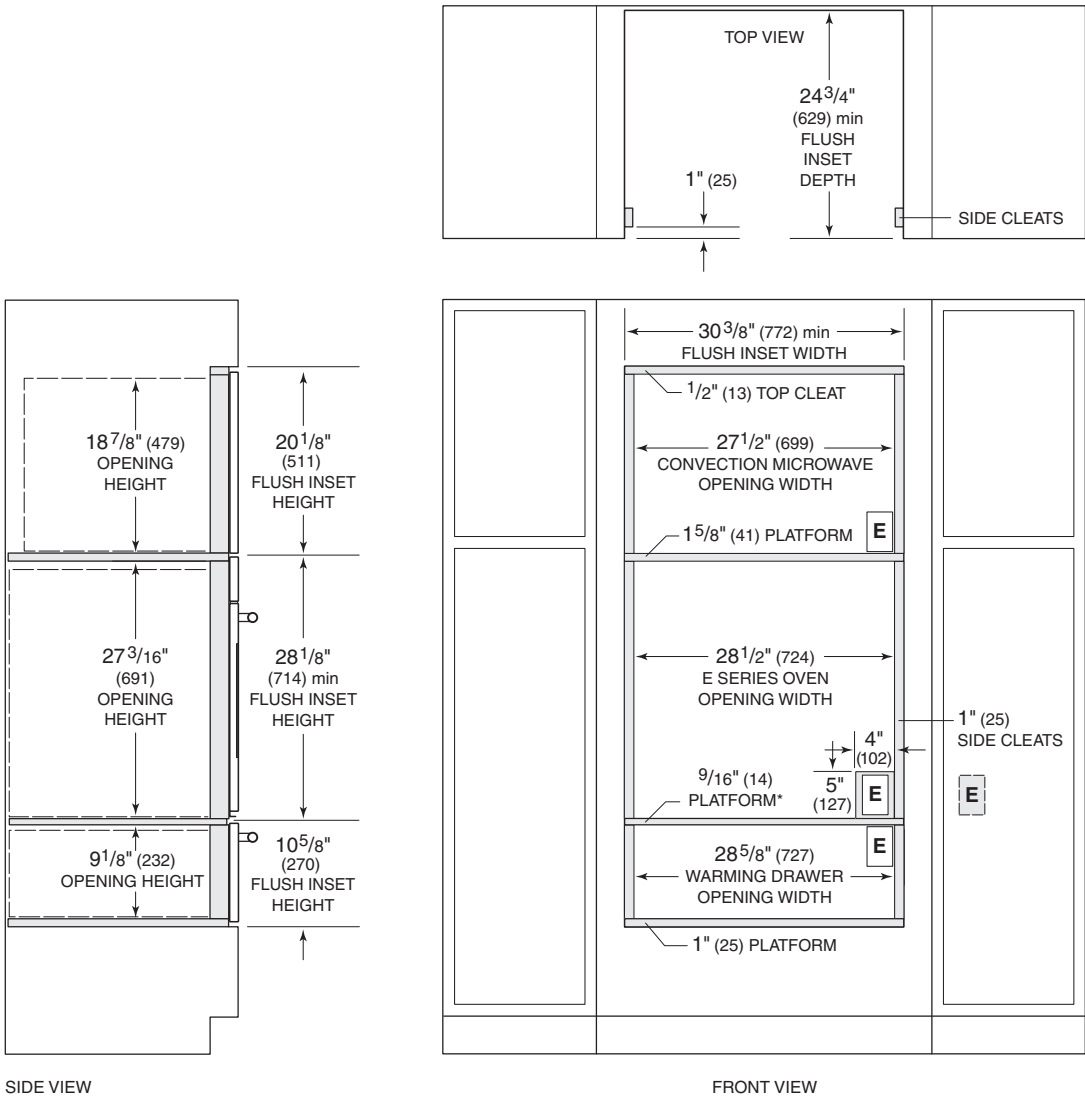 TOP VIEW
24 3/4"
(629) min
FLUSH
INSET
DEPTH
1" (25)
SIDE CLEATS
18 7/8" (479)
OPENING
HEIGHT
20 1/8"
(511)
FLUSH INSET
HEIGHT
27 3/16"
(691)
OPENING
HEIGHT
28 1/8"
(714) min
FLUSH INSET
HEIGHT
9 1/8" (232)
OPENING HEIGHT
10 5/8"
(270)
FLUSH INSET
HEIGHT
SIDE VIEW
30 3/8" (772) min
FLUSH INSET WIDTH
1/2" (13) TOP CLEAT
27 1/2" (699)
CONVECTION MICROWAVE
OPENING WIDTH
E
1 5/8" (41) PLATFORM
28 1/2" (724)
E SERIES OVEN
OPENING WIDTH
1" (25)
SIDE CLEATS
4"
(102)
5"
(127)
9/16" (14)
PLATFORM*
E
E
E
28 5/8" (727)
WARMING DRAWER
OPENING WIDTH
1" (25) PLATFORM
FRONT VIEW